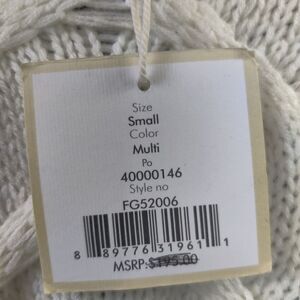 Size
Small
Color
Multi
Po
40000146
Style no
FG52006
8 89776 31961 1
MSRP:$195.00